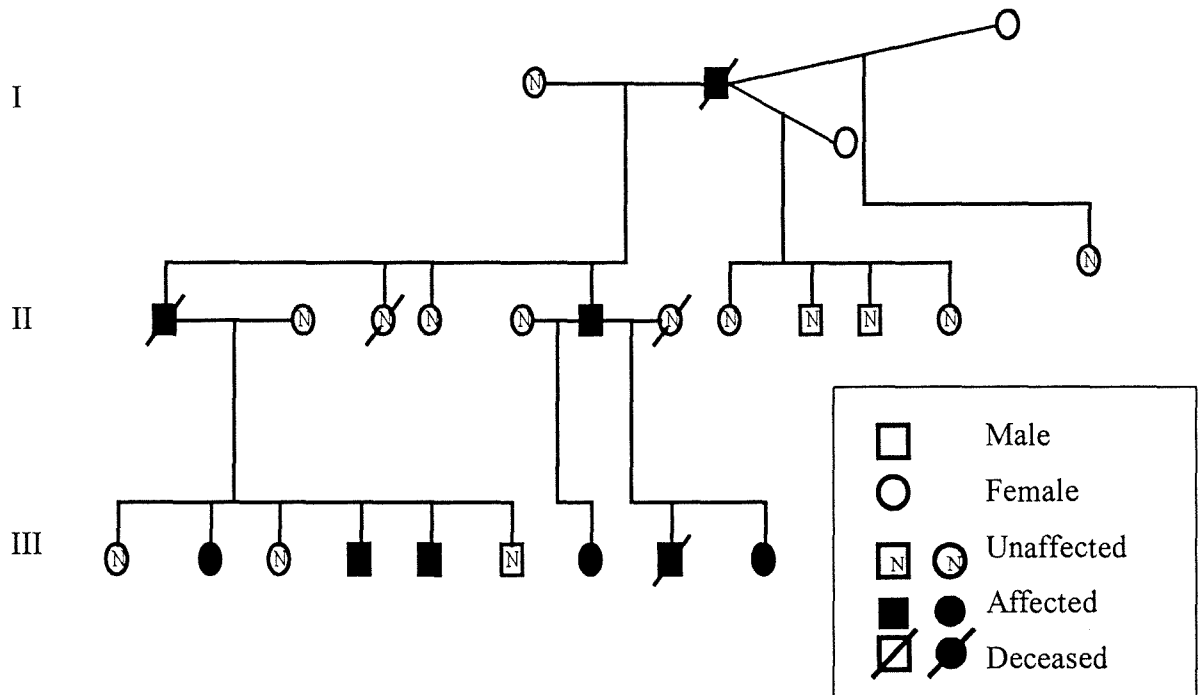 I N
N
II N N N N N N N N N
III N N N
Male
Female
N N Unaffected
Affected
Deceased